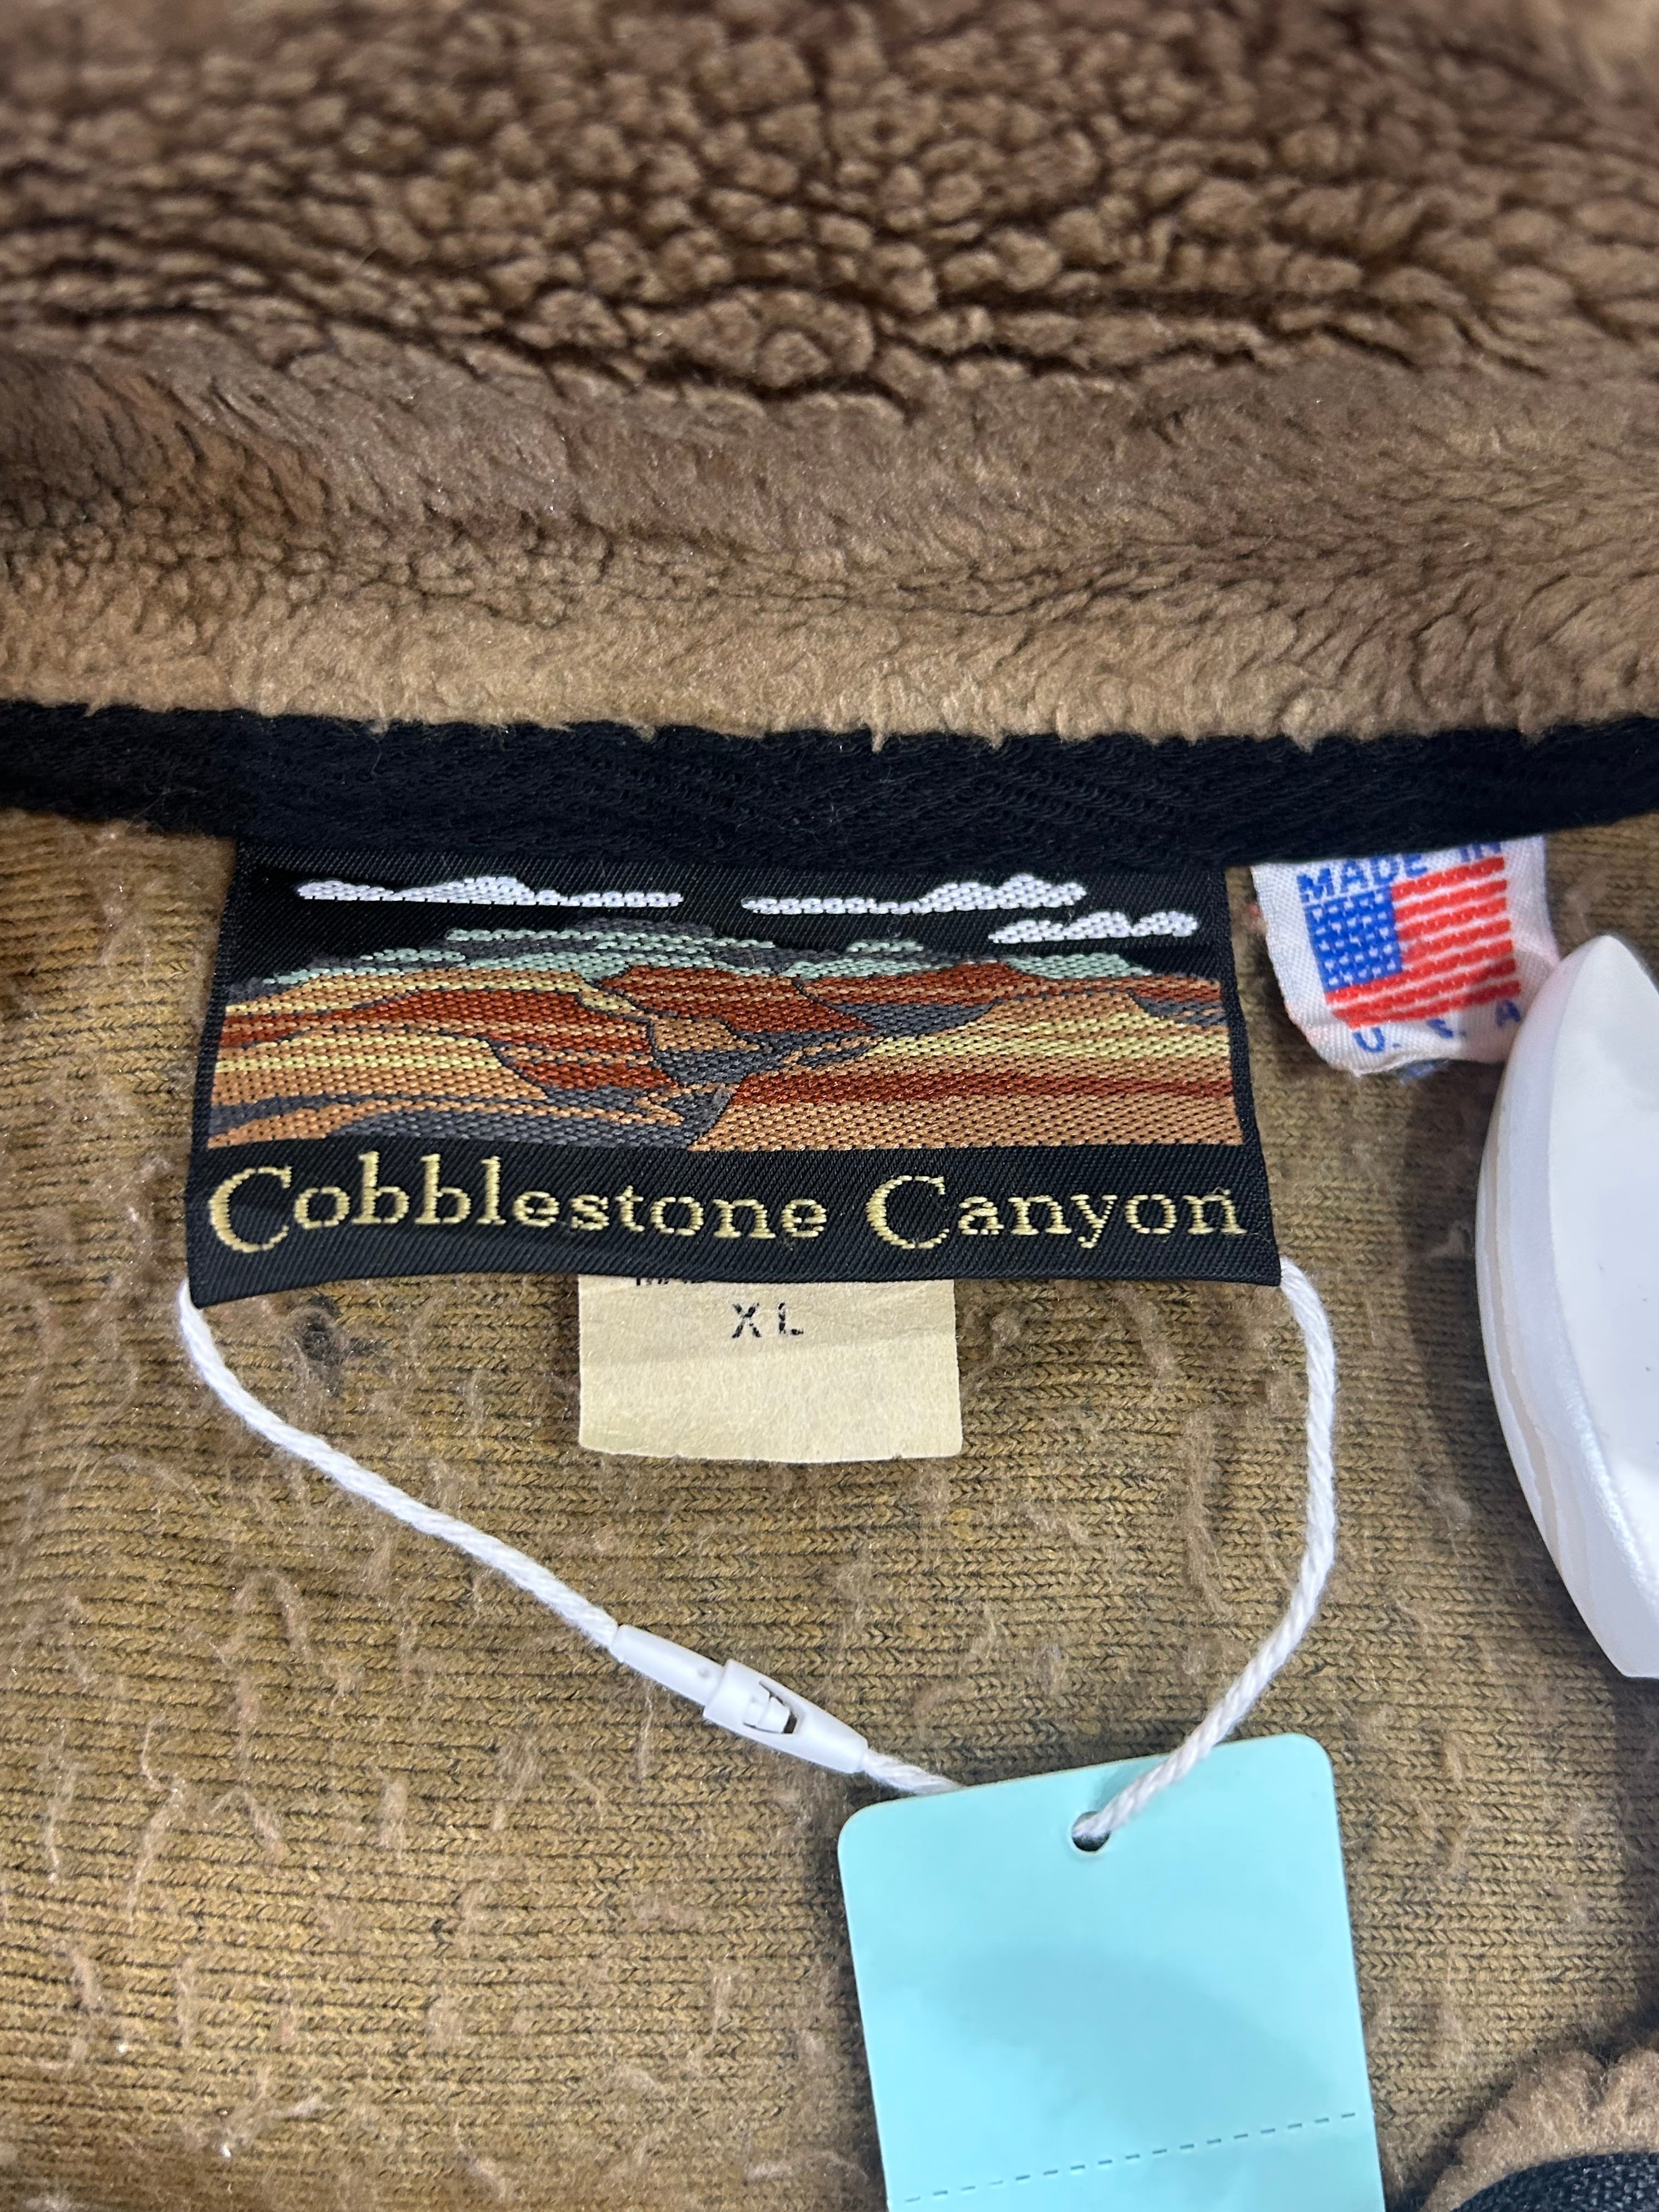 MADE IN
U. S. A
Cobblestone Canyon
XL